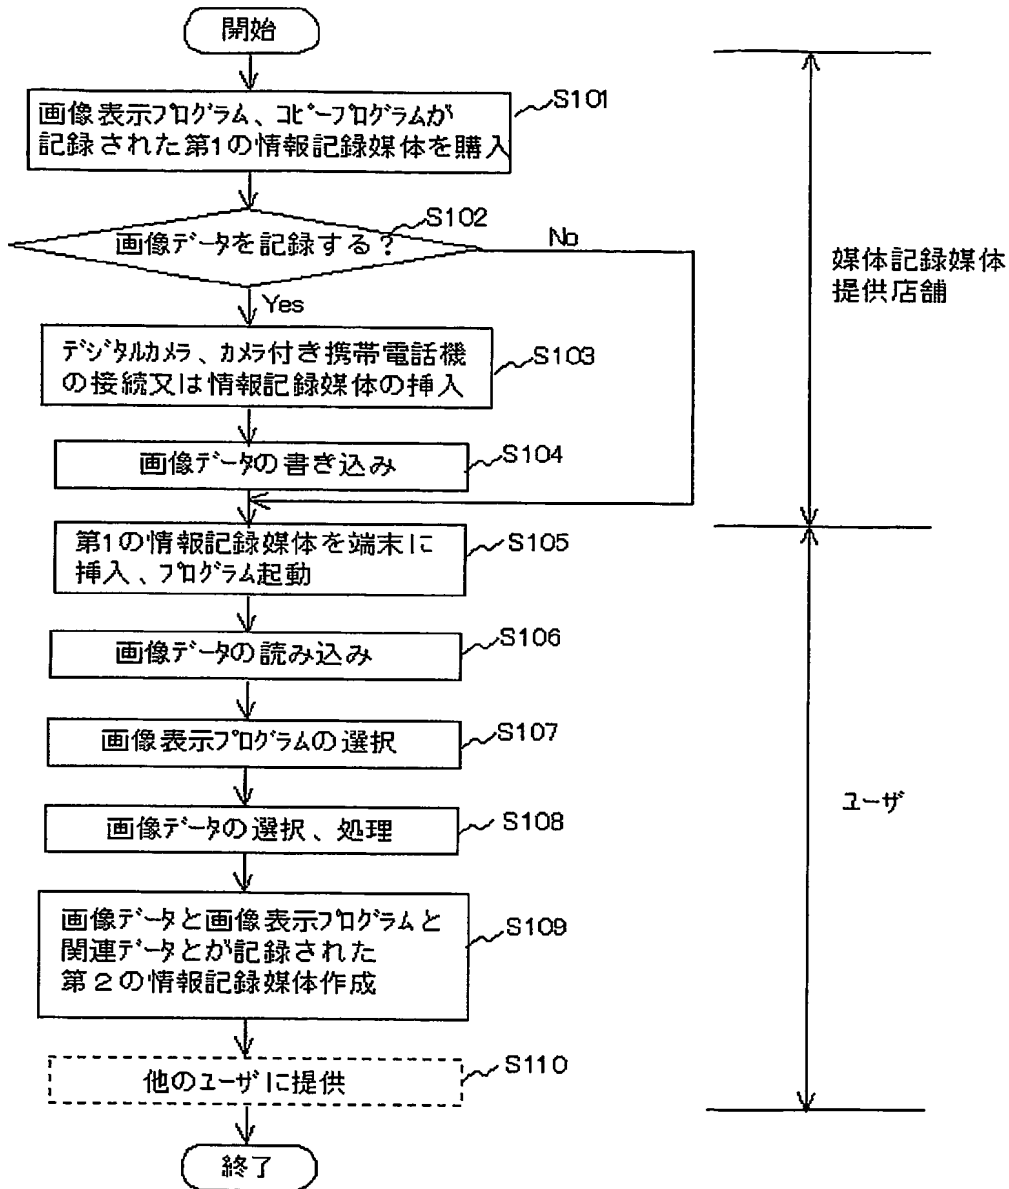 開始
画像表示プログラム、コピープログラムが
記録された第1の情報記録媒体を購入
S101
画像データを記録する?
S102
No
Yes
デジタルカメラ、カメラ付き携帯電話機
の接続又は情報記録媒体の挿入
S103
画像データの書き込み
S104
第1の情報記録媒体を端末に
挿入、プログラム起動
S105
画像データの読み込み
S106
画像表示プログラムの選択
S107
画像データの選択、処理
S108
画像データと画像表示プログラムと
関連データとが記録された
第2の情報記録媒体作成
S109
他のユーザに提供
S110
終了
媒体記録媒体
提供店舗
ユーザ